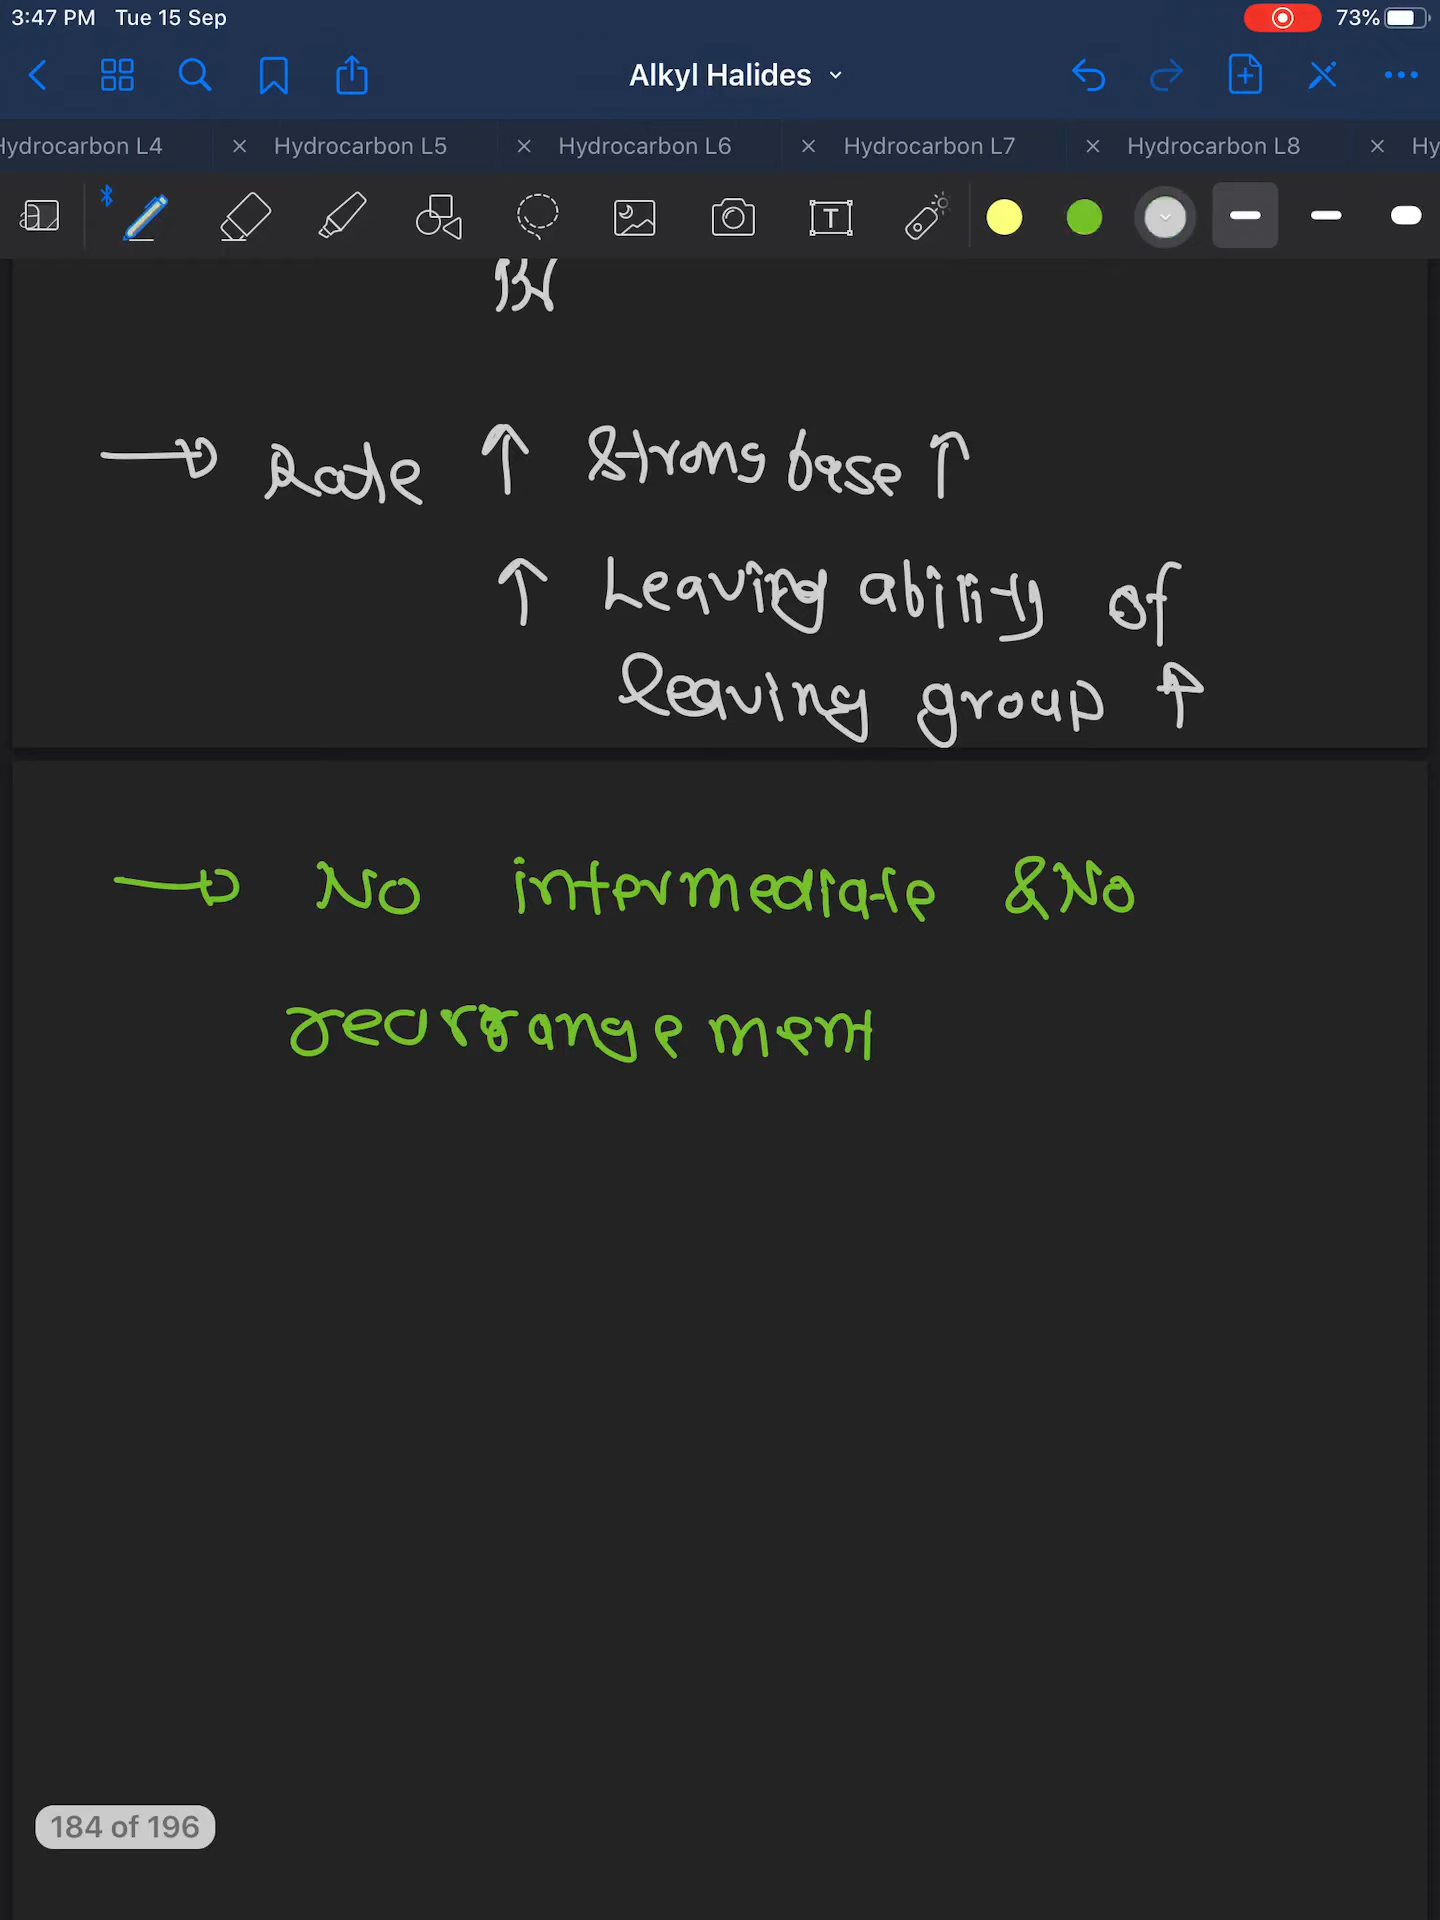 3:47 PM Tue 15 Sep 73%
Alkyl Halides
Hydrocarbon L4 Hydrocarbon L5 Hydrocarbon L6 Hydrocarbon L7 Hydrocarbon L8 Hy
T
→ Rate ↑ Strong base ↑
↑ Leaving ability of
leaving group ↑
→ No intermediate & No
rearrangement
184 of 196